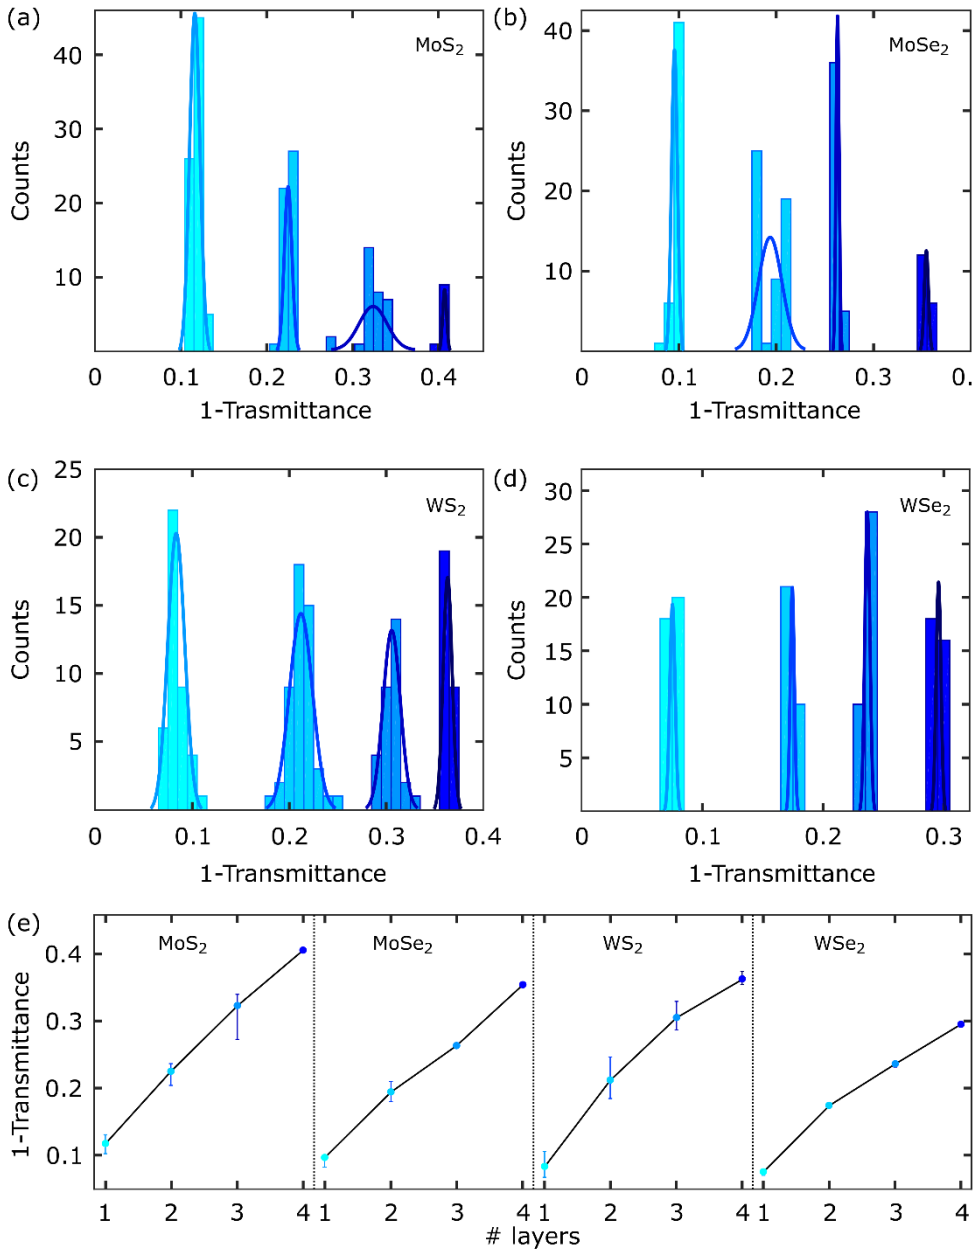 (a)
MoS2
40
30
20
10
Counts
0 0.1 0.2 0.3 0.4
1-Trasmittance
(b)
MoSe2
40
30
20
10
Counts
0 0.1 0.2 0.3 0.
1-Trasmittance
(c)
WS2
25
20
15
10
5
Counts
0 0.1 0.2 0.3 0.4
1-Transmittance
(d)
WSe2
30
25
20
15
10
5
Counts
0 0.1 0.2 0.3
1-Transmittance
(e)
MoS2 MoSe2 WS2 WSe2
0.4
0.3
0.2
0.1
1-Transmittance
1 2 3 4 1 2 3 4 1 2 3 4 1 2 3 4
# layers